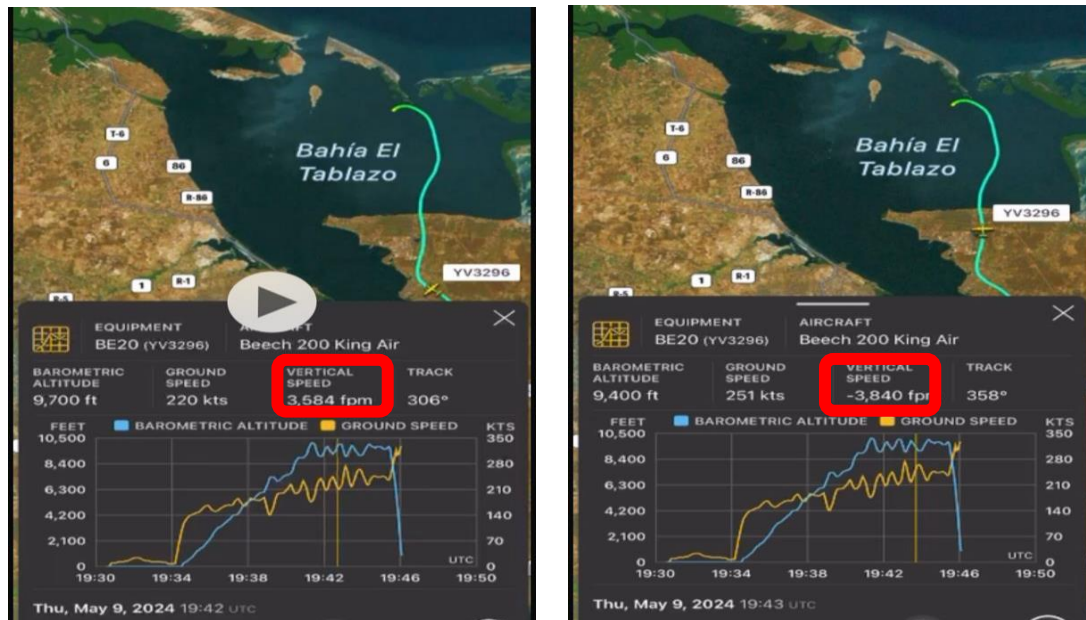 T-6
6
86
R-86
Bahía El
Tablazo
1
R-1
R-5
YV3296
EQUIPMENT
AIRCRAFT
BE20 (YV3296)
Beech 200 King Air
BAROMETRIC
ALTITUDE
GROUND
SPEED
VERTICAL
SPEED
TRACK
9,700 ft
220 kts
3,584 fpm
306°
FEET
BAROMETRIC ALTITUDE
GROUND SPEED
KTS
10,500
8,400
6,300
4,200
2,100
0
350
280
210
140
70
0
UTC
19:30 19:34 19:38 19:42 19:46 19:50
Thu, May 9, 2024 19:42 UTC
T-6
6
86
R-86
Bahía El
Tablazo
YV3296
1
R-1
R-5
EQUIPMENT
AIRCRAFT
BE20 (YV3296)
Beech 200 King Air
BAROMETRIC
ALTITUDE
GROUND
SPEED
VERTICAL
SPEED
TRACK
9,400 ft
251 kts
-3,840 fpm
358°
FEET
BAROMETRIC ALTITUDE
GROUND SPEED
KTS
10,500
8,400
6,300
4,200
2,100
0
350
280
210
140
70
0
UTC
19:30 19:34 19:38 19:42 19:46 19:50
Thu, May 9, 2024 19:43 UTC